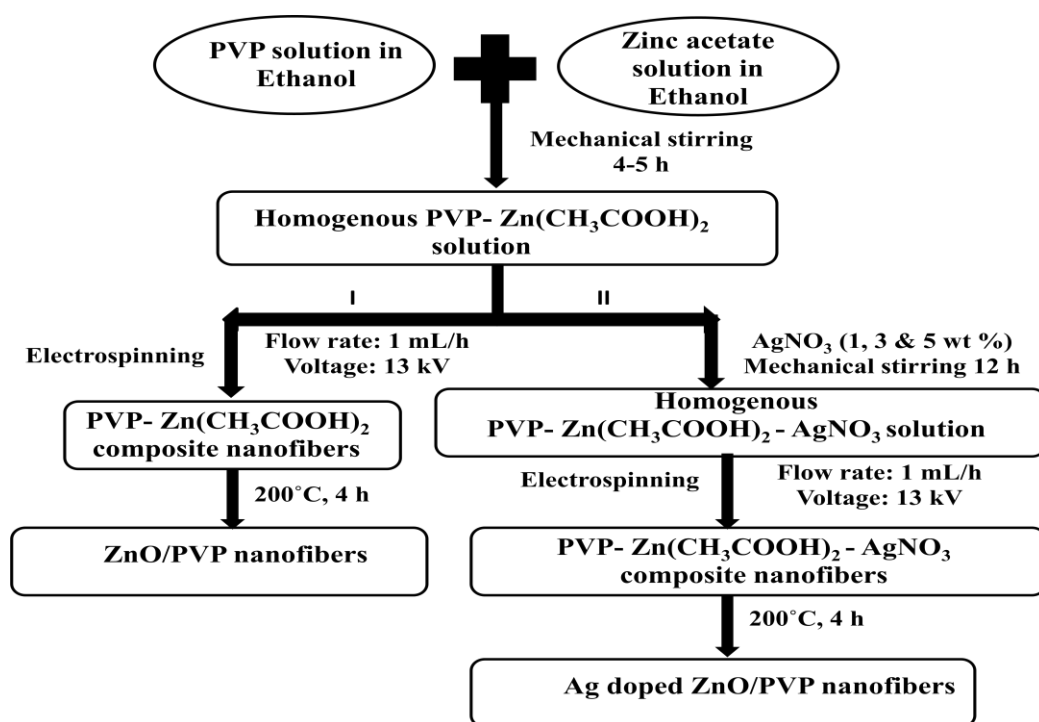 PVP solution in
Ethanol
Zinc acetate
solution in
Ethanol
Mechanical stirring
4-5 h
Homogenous PVP- Zn(CH₃COOH)₂
solution
I
II
Electrospinning
Flow rate: 1 mL/h
Voltage: 13 kV
AgNO₃ (1, 3 & 5 wt %)
Mechanical stirring 12 h
PVP- Zn(CH₃COOH)₂
composite nanofibers
Homogenous
PVP- Zn(CH₃COOH)₂ - AgNO₃ solution
200°C, 4 h
Electrospinning
Flow rate: 1 mL/h
Voltage: 13 kV
ZnO/PVP nanofibers
PVP- Zn(CH₃COOH)₂ - AgNO₃
composite nanofibers
200°C, 4 h
Ag doped ZnO/PVP nanofibers